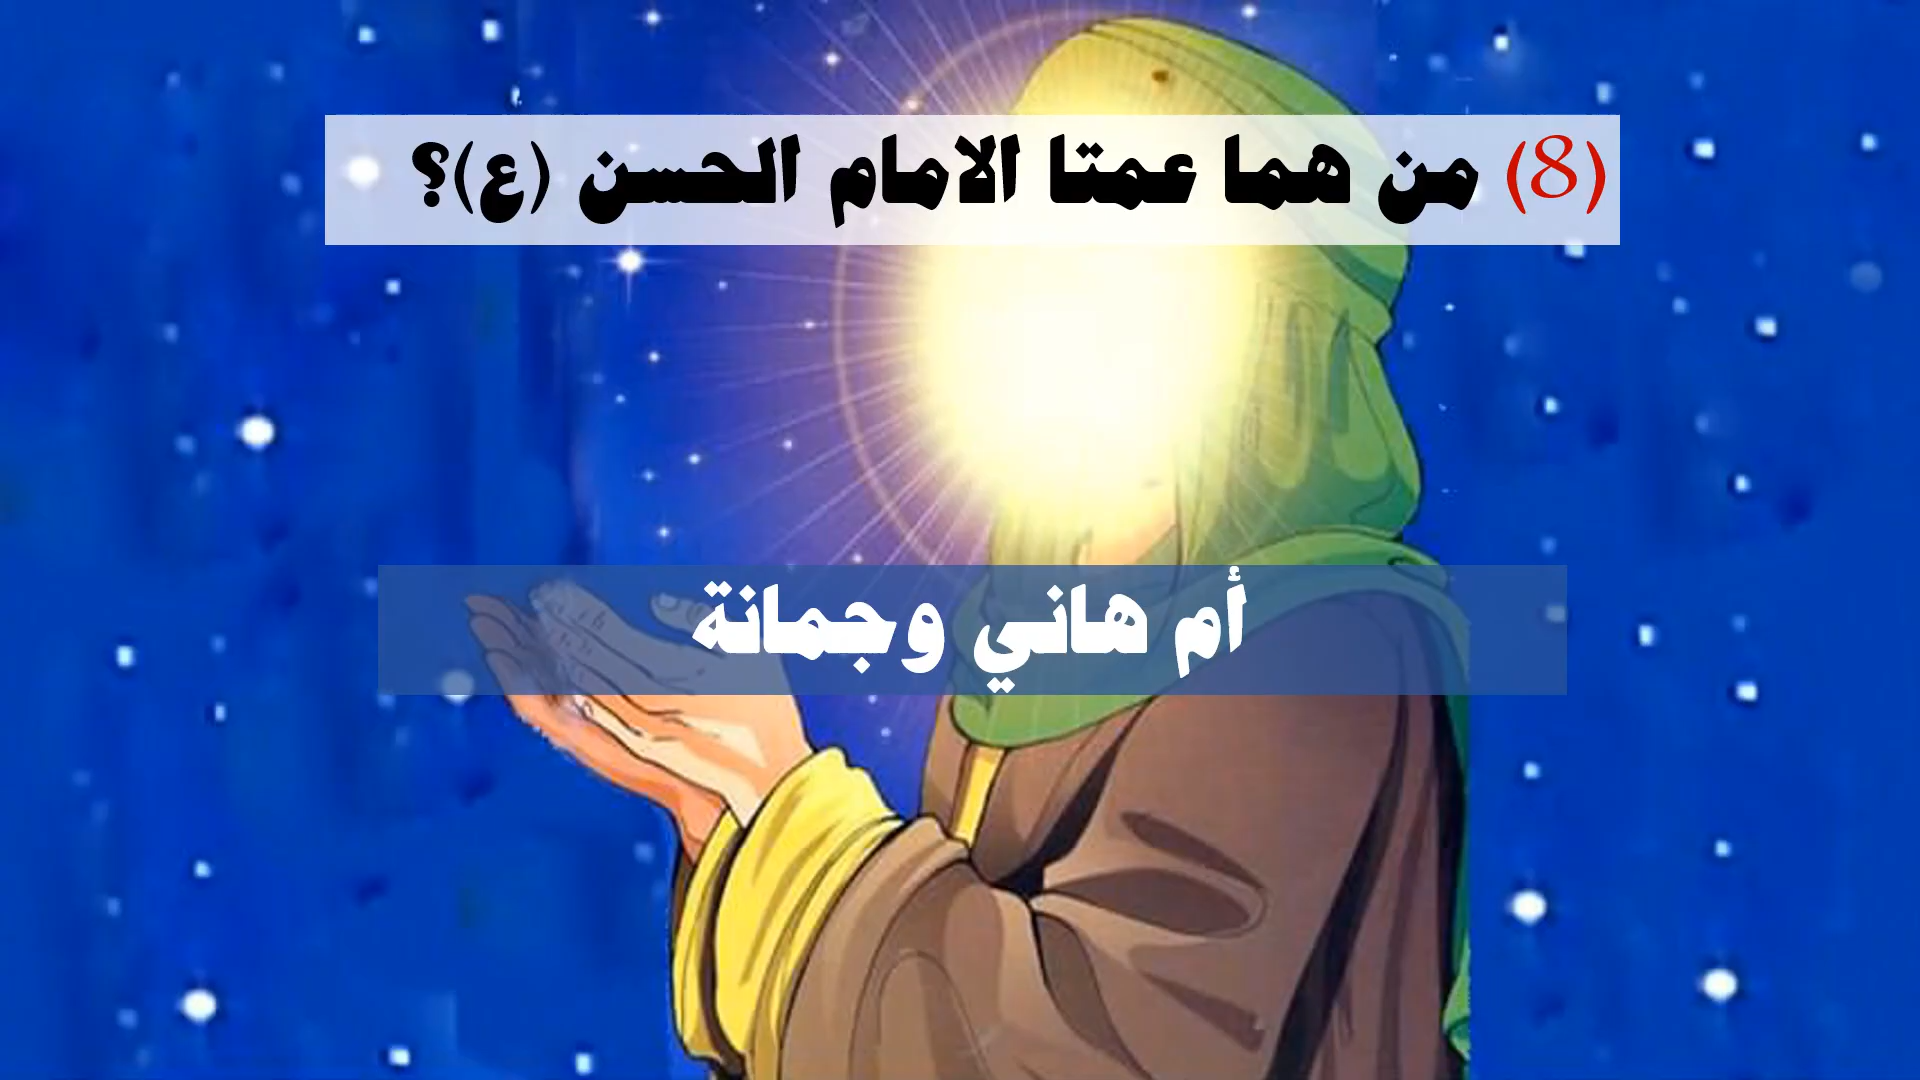 (8) من هما عمتا الامام الحسن (ع)؟
أم هاني وجمانة